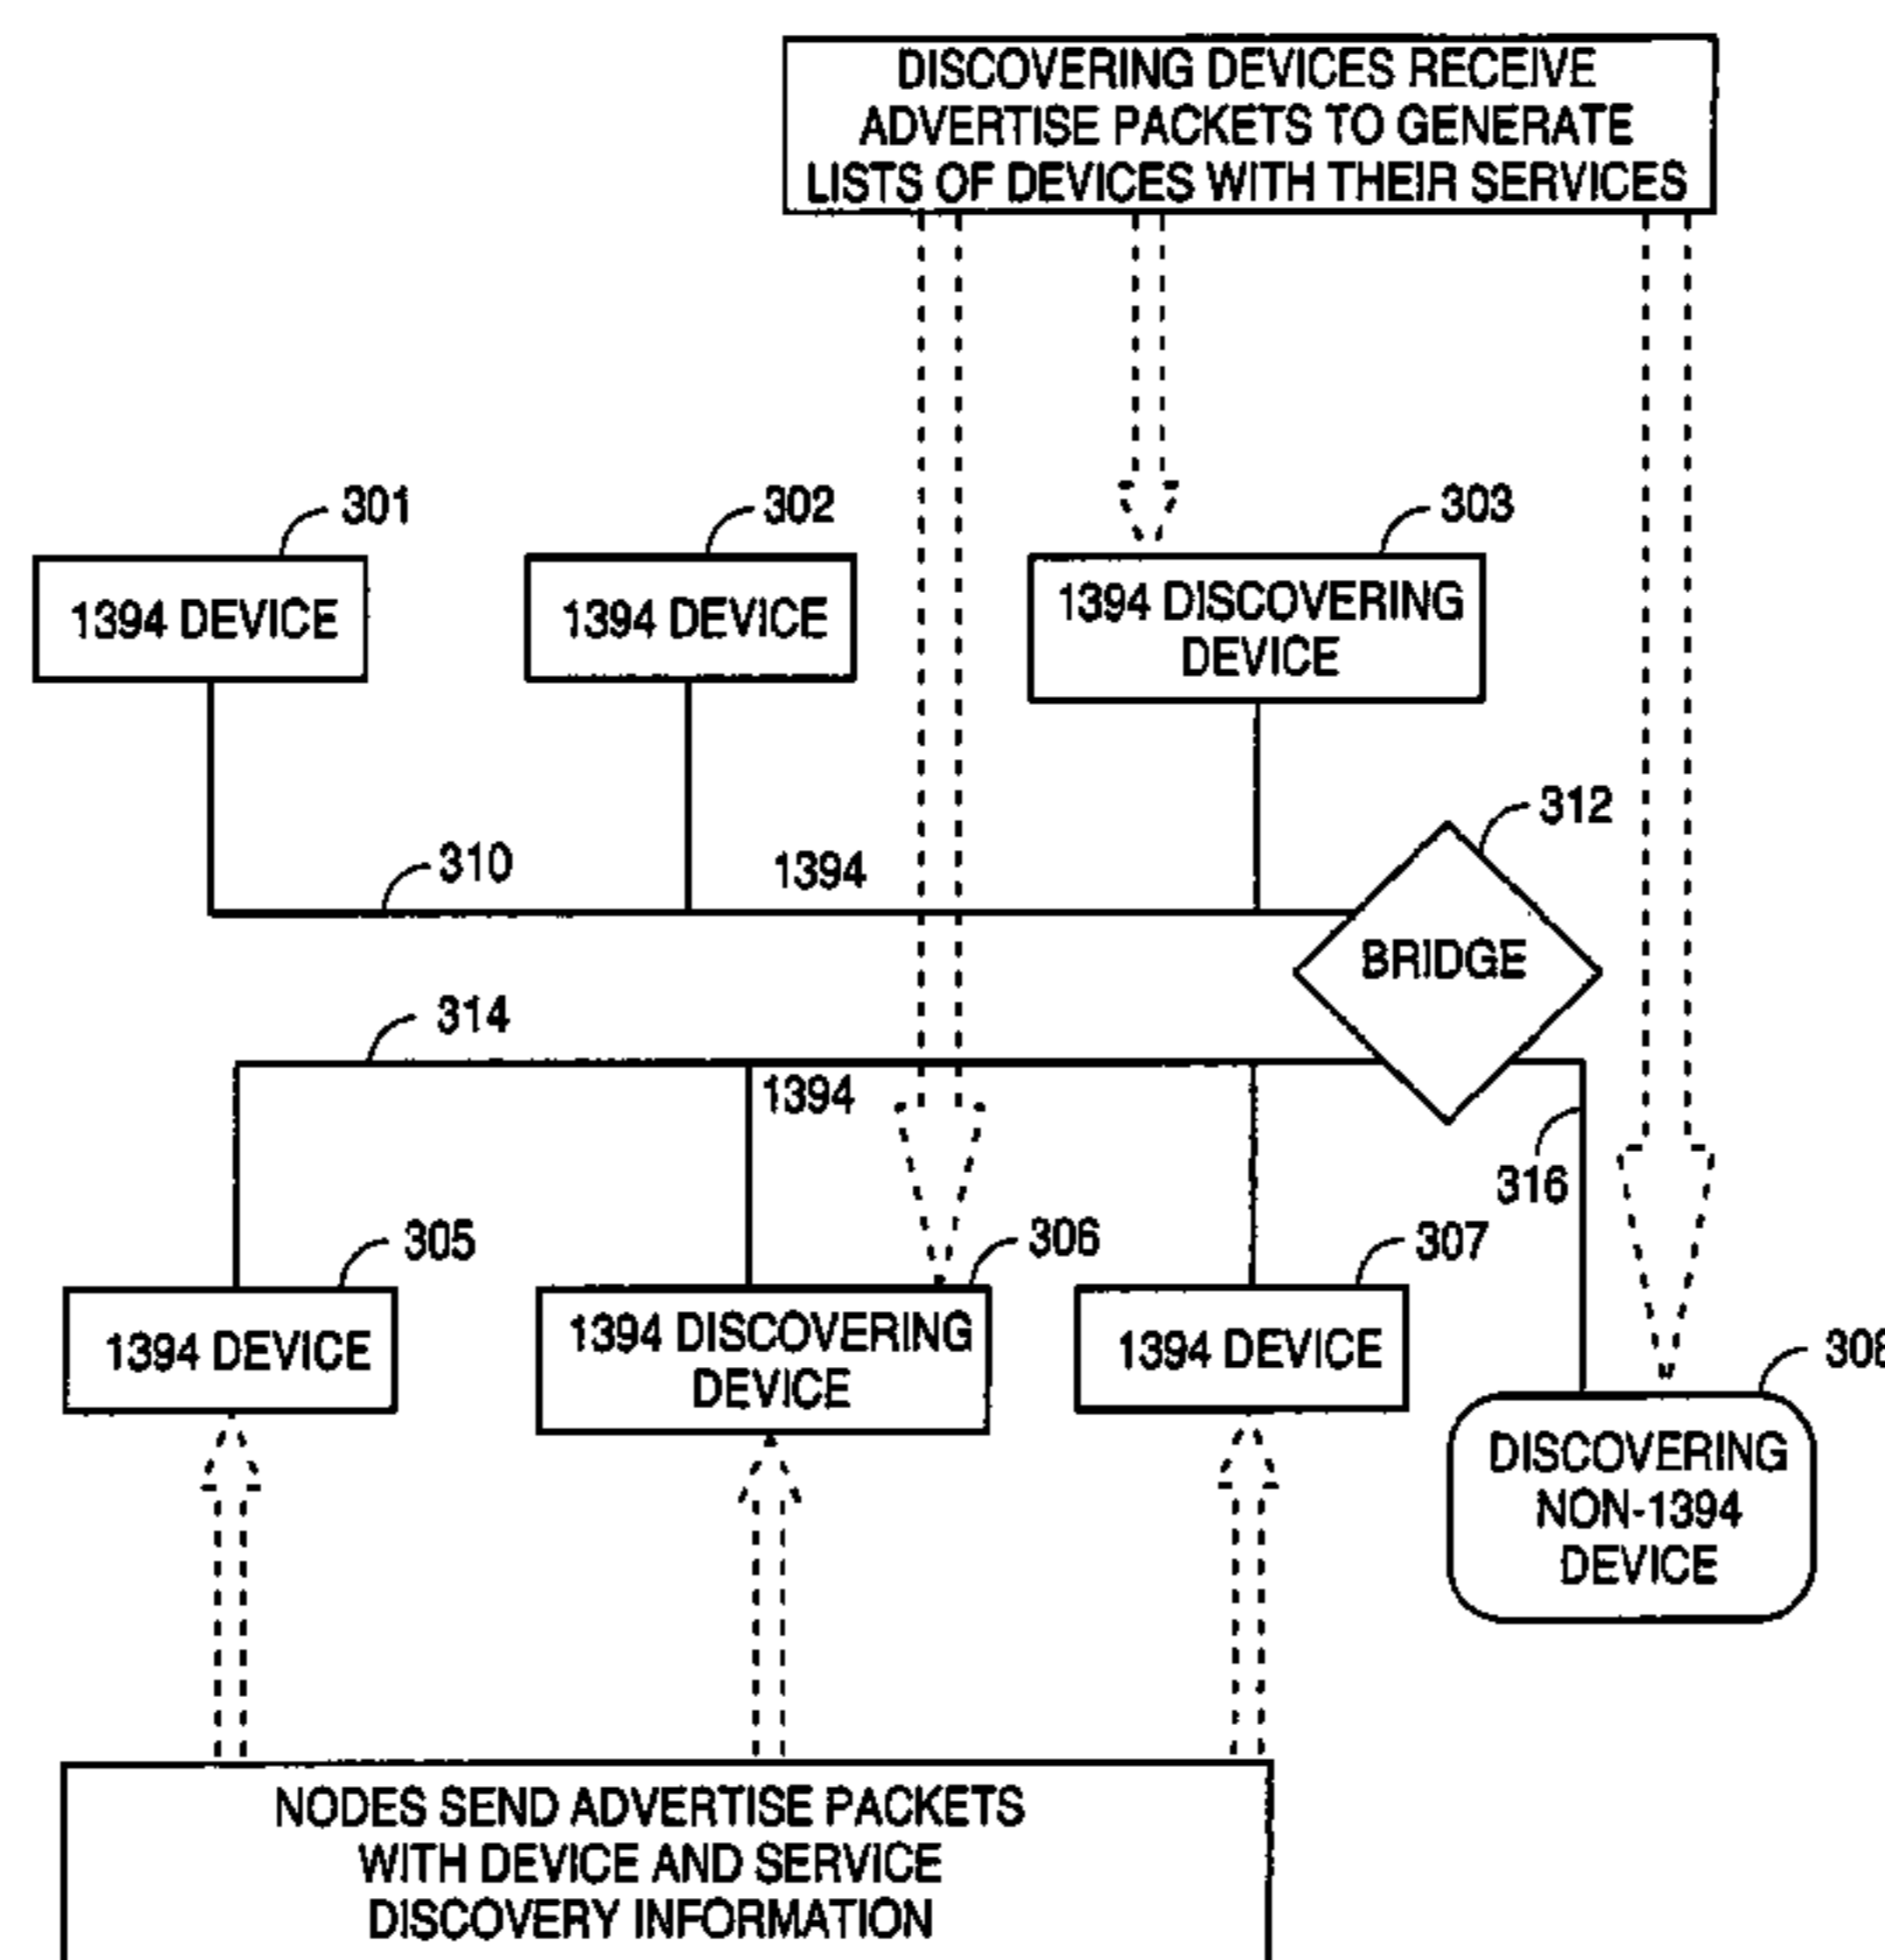 DISCOVERING DEVICES RECEIVE
ADVERTISE PACKETS TO GENERATE
LISTS OF DEVICES WITH THEIR SERVICES
301
302
303
1394 DEVICE
1394 DEVICE
1394 DISCOVERING
DEVICE
312
310
1394
BRIDGE
314
1394
316
305
306
307
308
1394 DEVICE
1394 DISCOVERING
DEVICE
1394 DEVICE
DISCOVERING
NON-1394
DEVICE
NODES SEND ADVERTISE PACKETS
WITH DEVICE AND SERVICE
DISCOVERY INFORMATION